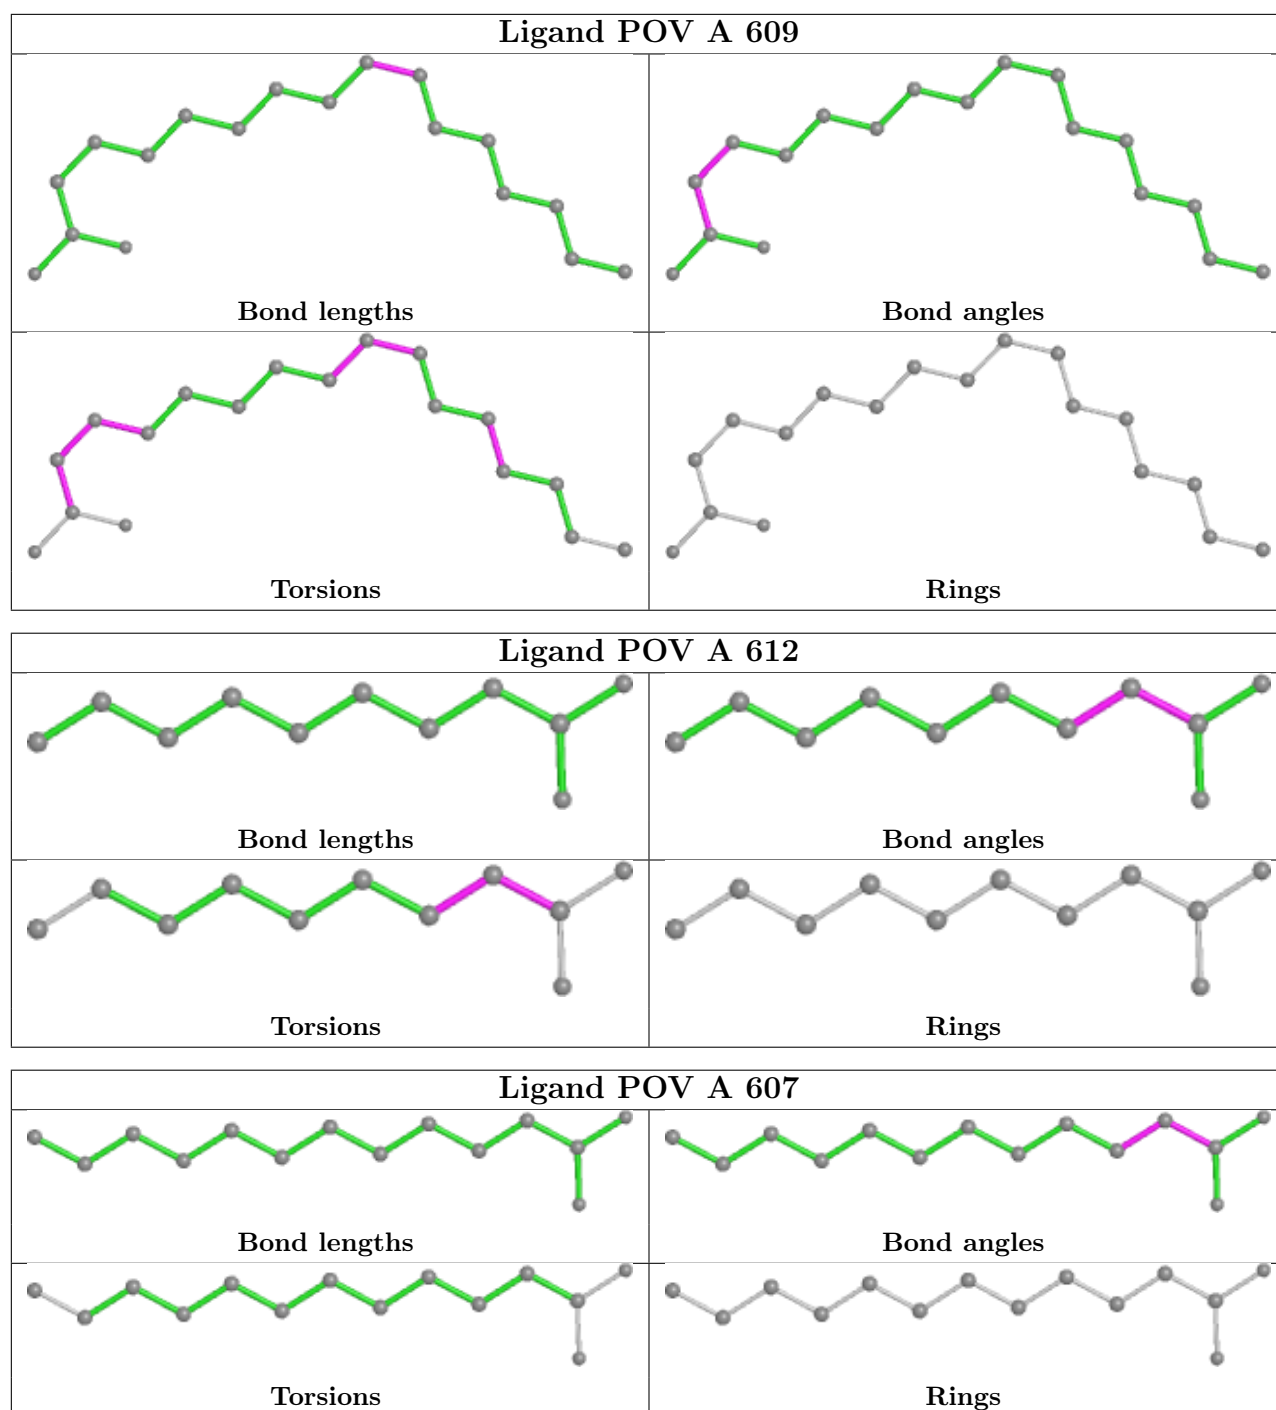 Ligand POV A 609
Bond lengths
Bond angles
Torsions
Rings
Ligand POV A 612
Bond lengths
Bond angles
Torsions
Rings
Ligand POV A 607
Bond lengths
Bond angles
Torsions
Rings